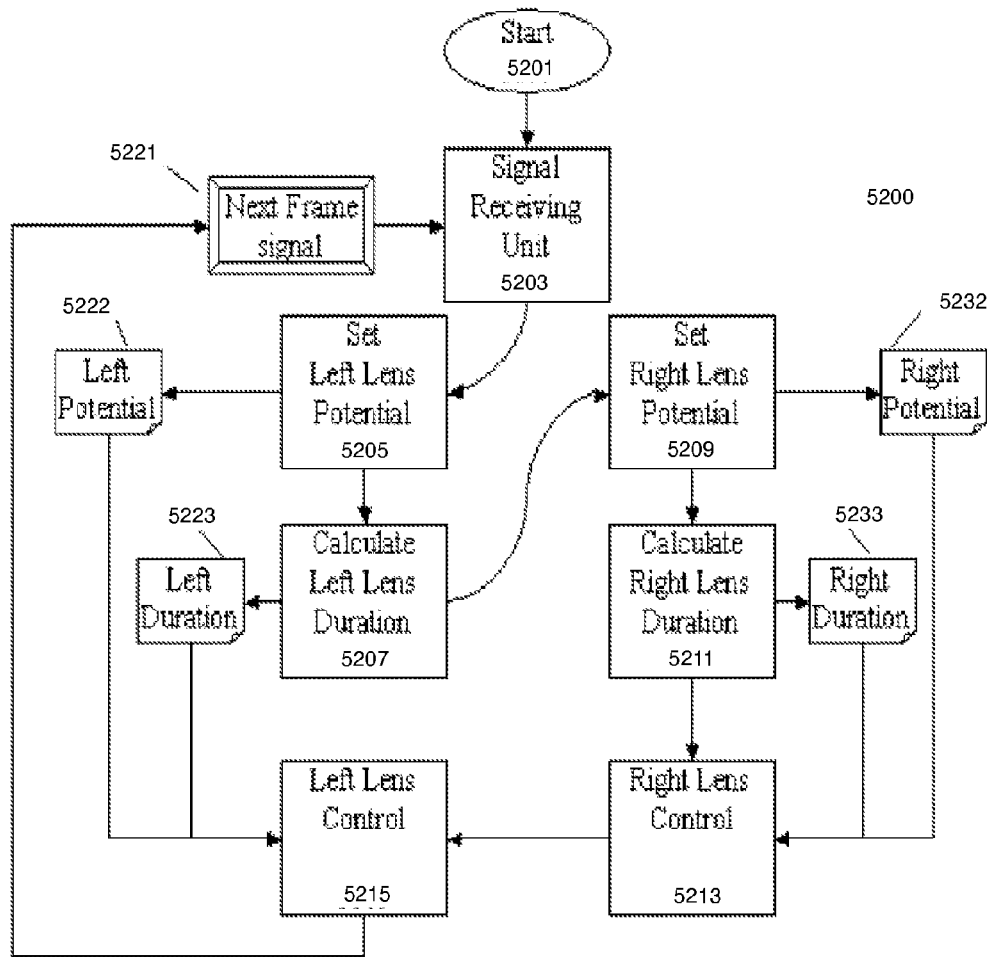 Start
5201
5221
Signal
Receiving
Unit
5203
Next Frame
signal
5200
5222
5232
Left
Potential
Set
Left Lens
Potential
5205
Set
Right Lens
Potential
5209
Right
Potential
5223
5233
Left
Duration
Calculate
Left Lens
Duration
5207
Calculate
Right Lens
Duration
5211
Right
Duration
Left Lens
Control
5215
Right Lens
Control
5213